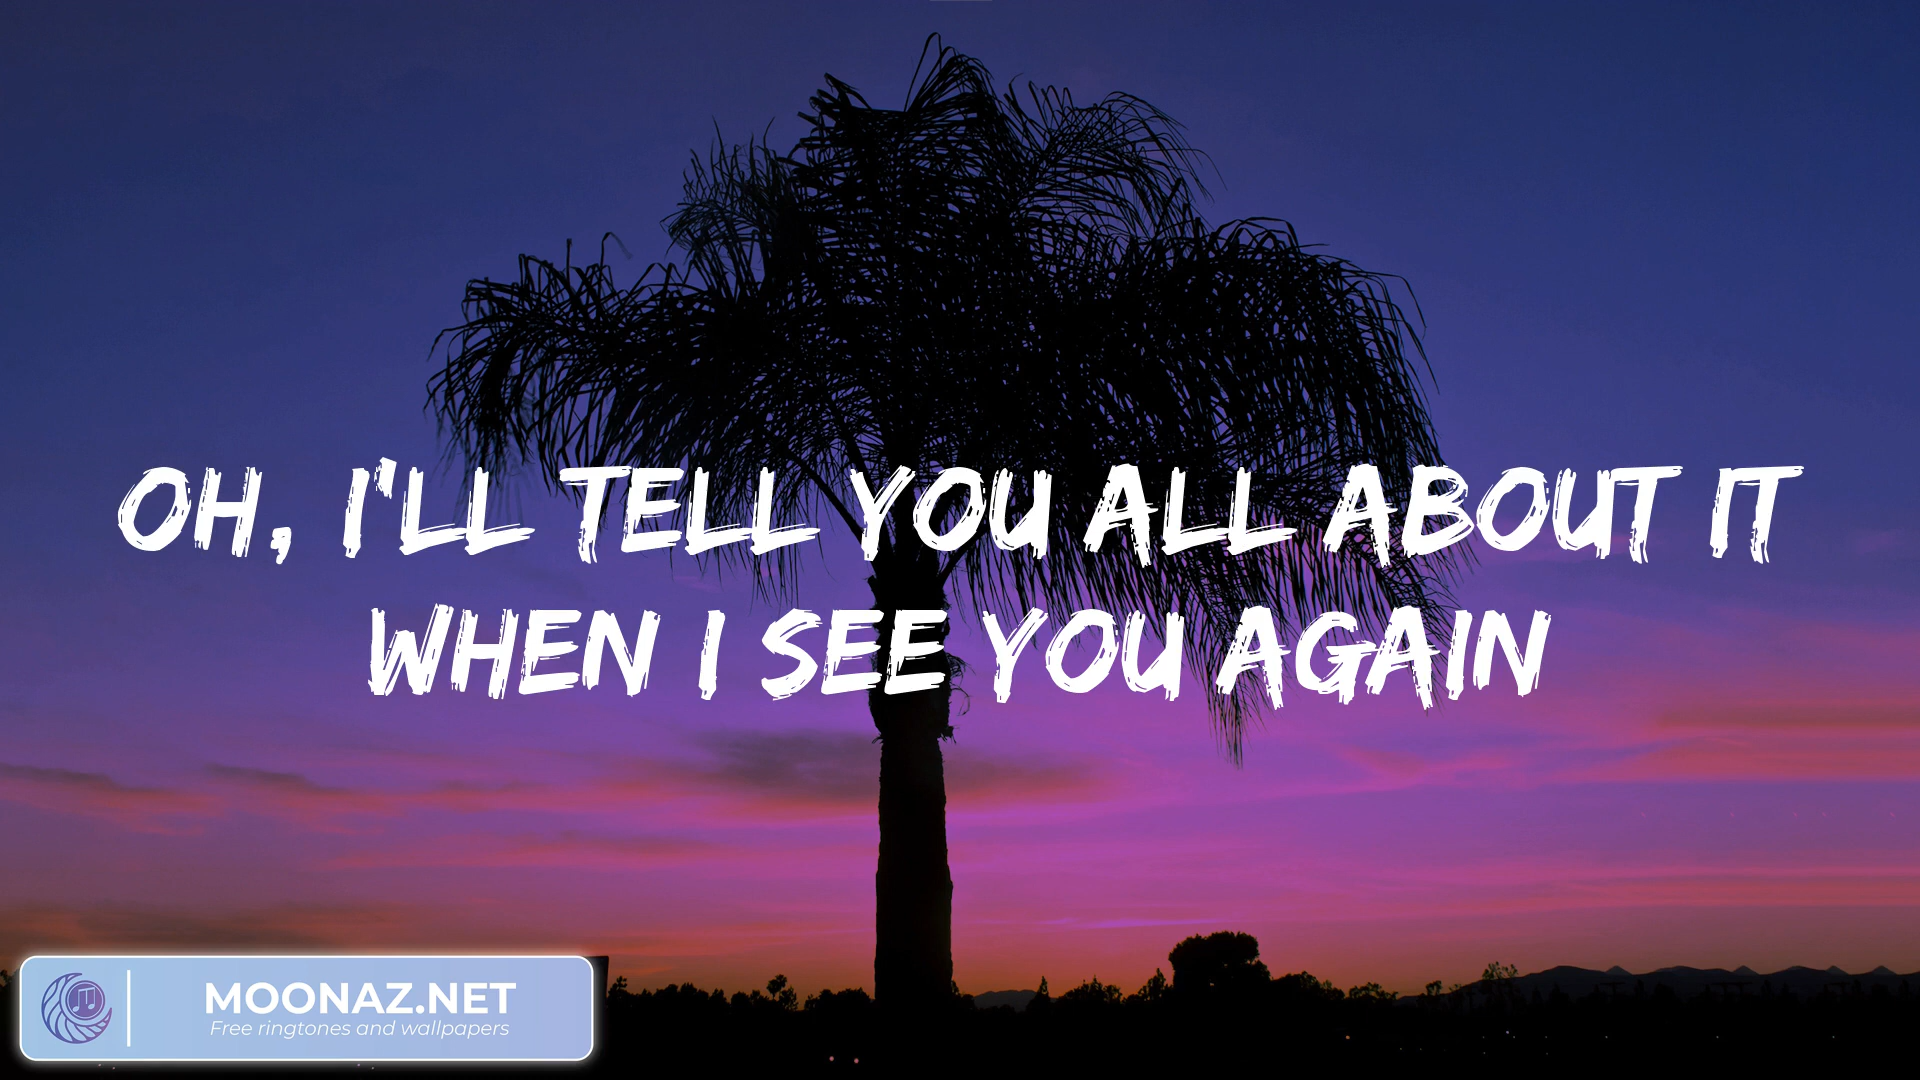 OH, I'LL TELL YOU ALL ABOUT IT
WHEN I SEE YOU AGAIN
MOONAZ.NET
Free ringtones and wallpapers